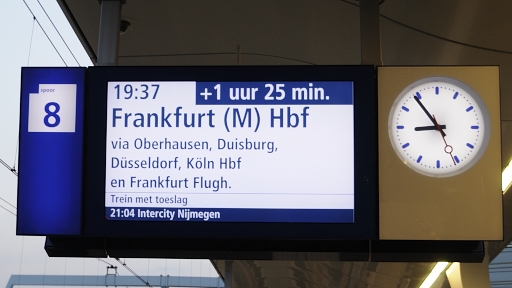 spoor
8
19:37 +1 uur 25 min.
Frankfurt (M) Hbf
via Oberhausen, Duisburg,
Düsseldorf, Köln Hbf
en Frankfurt Flugh.
Trein met toeslag
21:04 Intercity Nijmegen